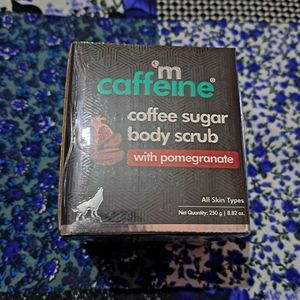 'm
caffeine®
coffee sugar
body scrub
with pomegranate
All Skin Types
Net Quantity: 250 g | 8.82 oz.